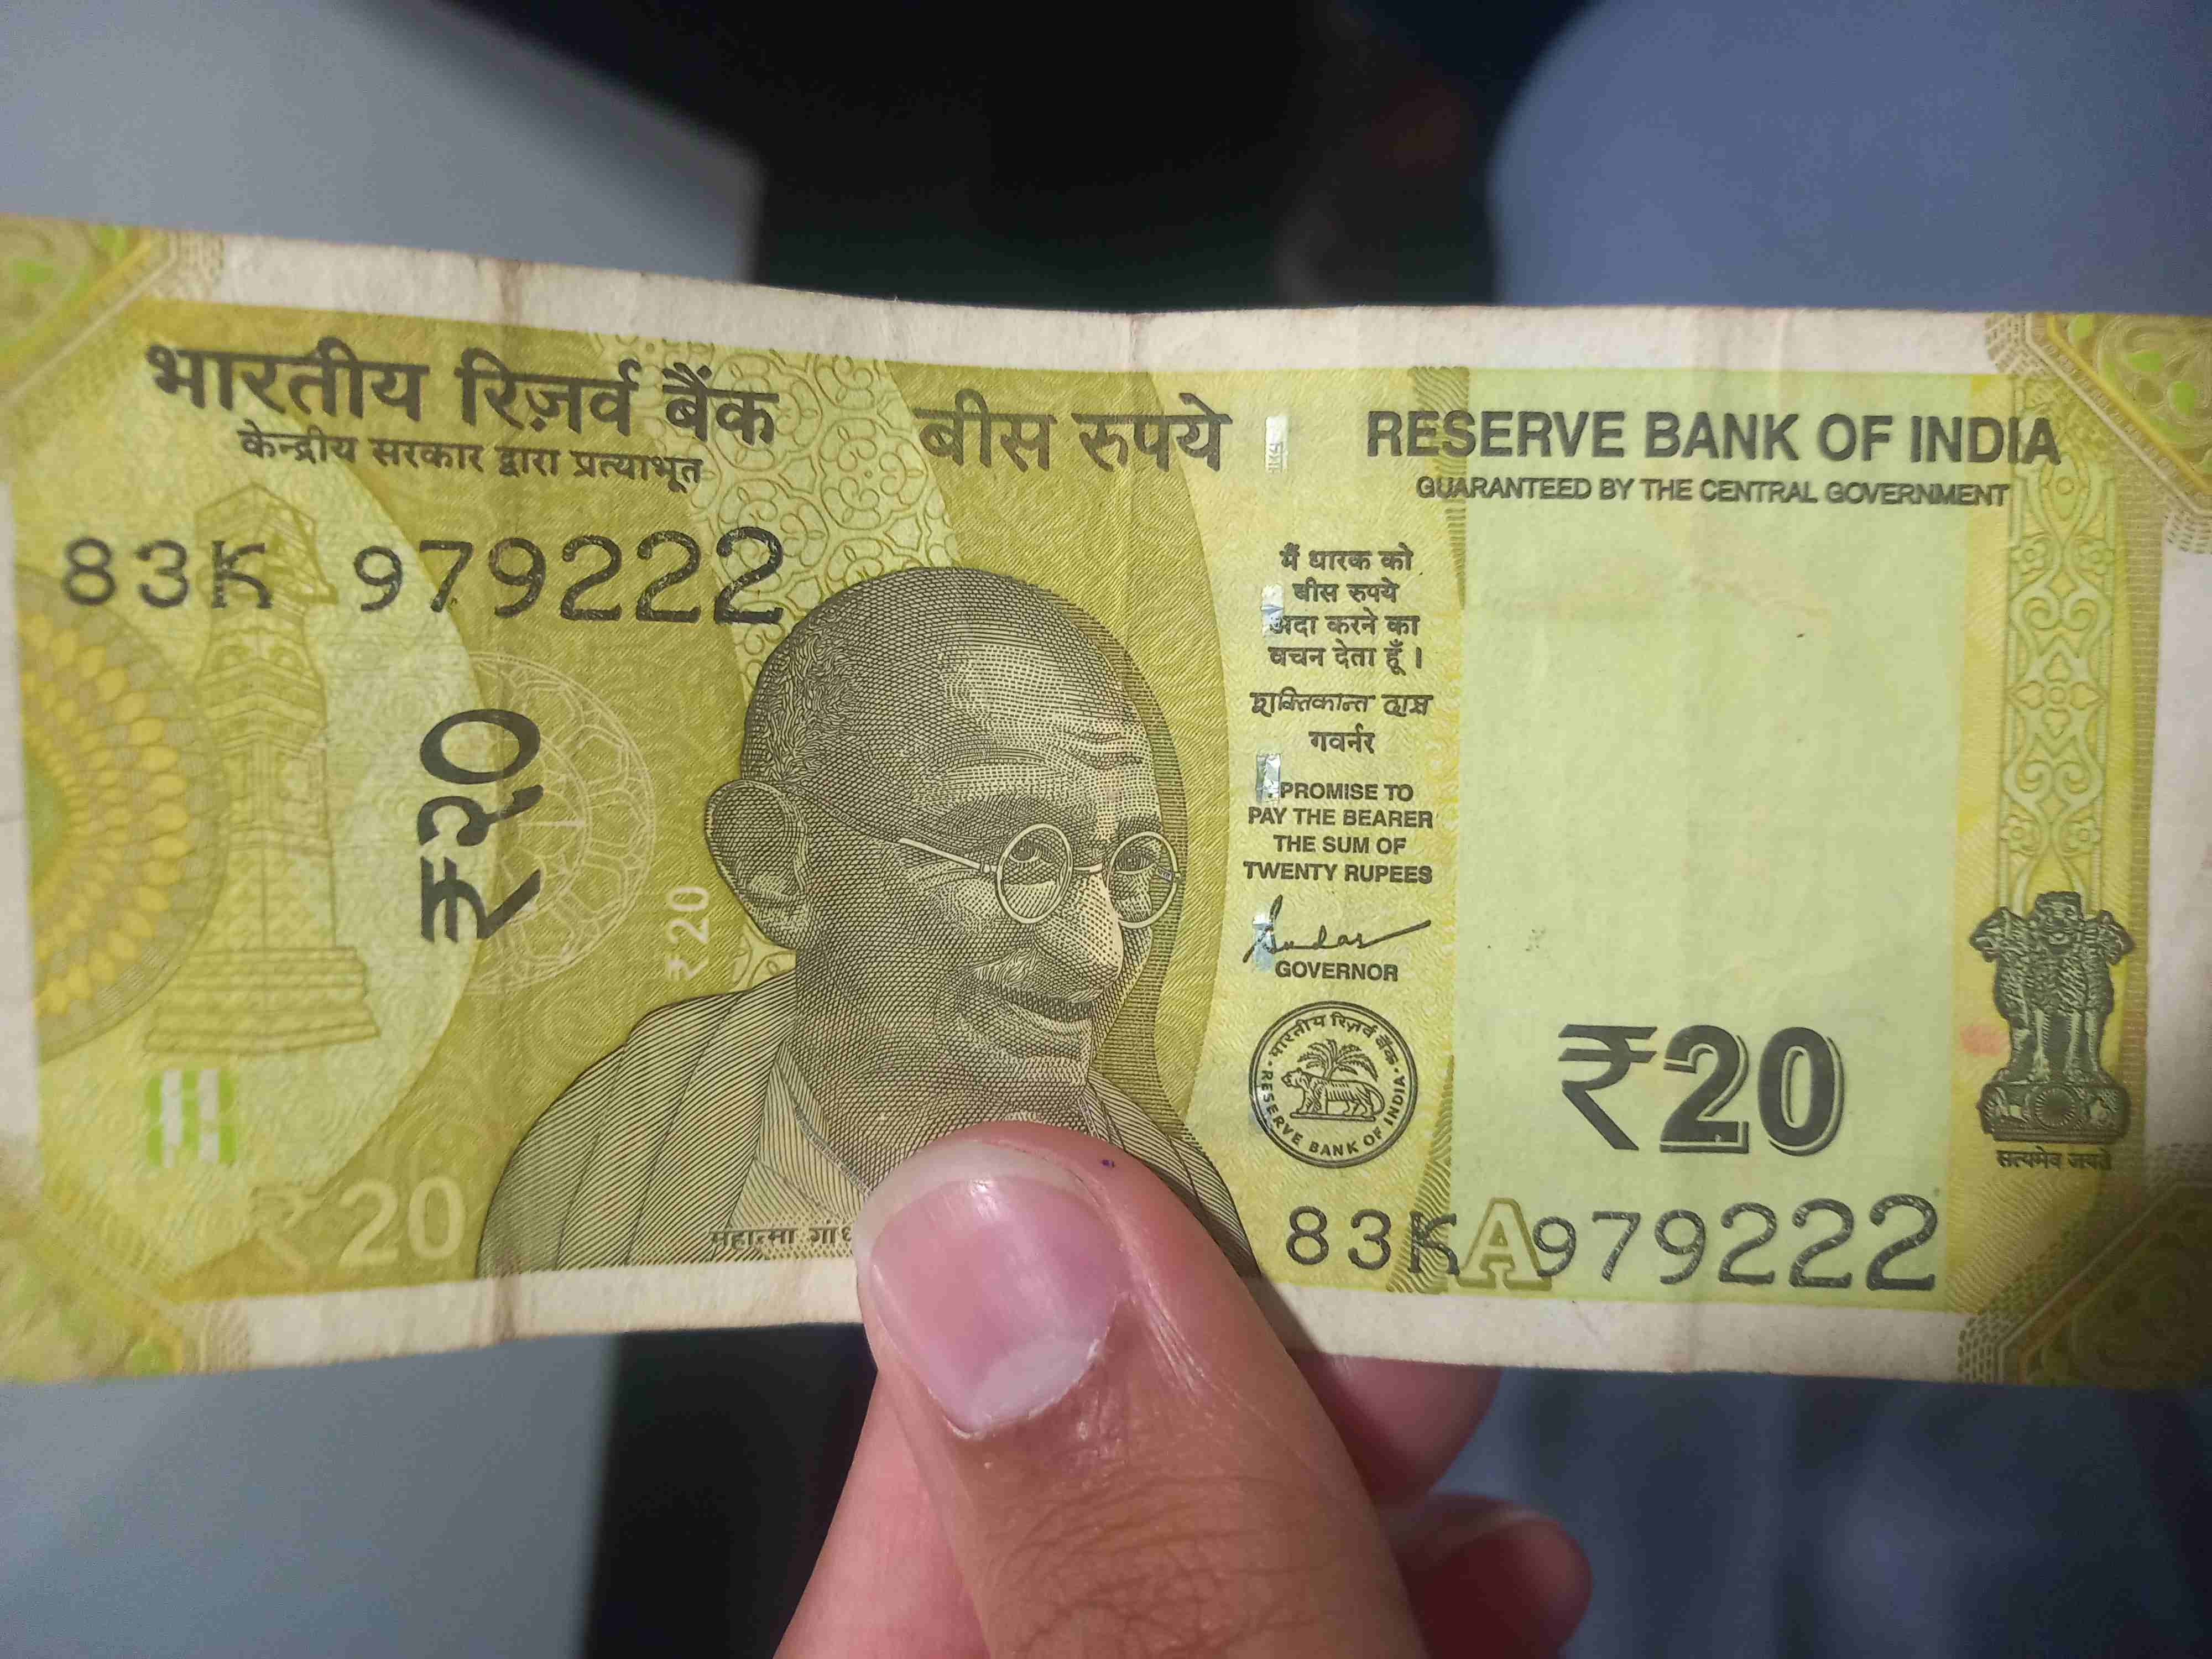 भारतीय रिज़र्व बैंक
केन्द्रीय सरकार द्वारा प्रत्याभूत
83K 979222
₹२०
₹20
₹20
महात्मा
बीस रुपये
RESERVE BANK OF INDIA
GUARANTEED BY THE CENTRAL GOVERNMENT
मैं धारक को
बीस रुपये
अदा करने का
वचन देता हूँ ।
शक्तिकान्त दास
गवर्नर
I PROMISE TO
PAY THE BEARER
THE SUM OF
TWENTY RUPEES
GOVERNOR
भारतीय रिज़र्व बैंक
RESERVE BANK OF INDIA
₹20
सत्यमेव जयते
83K A 979222